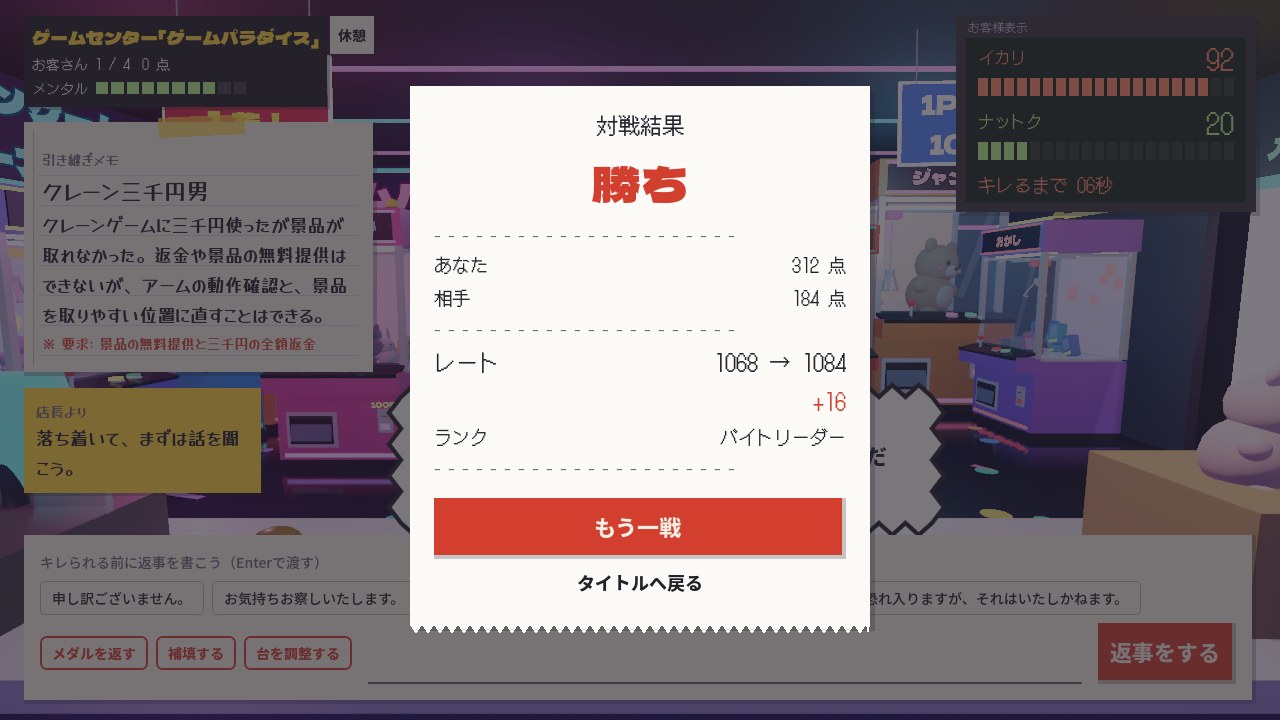 ゲームセンター「ゲームパラダイス」
休憩
お客さん 1 / 4 0 点
メンタル
引き継ぎメモ
クレーン三千円男
クレーンゲームに三千円使ったが景品が
取れなかった。返金や景品の無料提供は
できないが、アームの動作確認と、景品
を取りやすい位置に直すことはできる。
※ 要求: 景品の無料提供と三千円の全額返金
店長より
落ち着いて、まずは話を聞
こう。
お客様表示
イカリ 92
ナットク 20
キレるまで 06秒
おかし
対戦結果
勝ち
あなた 312 点
相手 184 点
レート 1068 → 1084
+16
ランク バイトリーダー
もう一戦
タイトルへ戻る
だ
キレられる前に返事を書こう（Enterで渡す）
申し訳ございません。
お気持ちお察しいたします。
恐れ入りますが、それはいたしかねます。
メダルを返す
補填する
台を調整する
返事をする